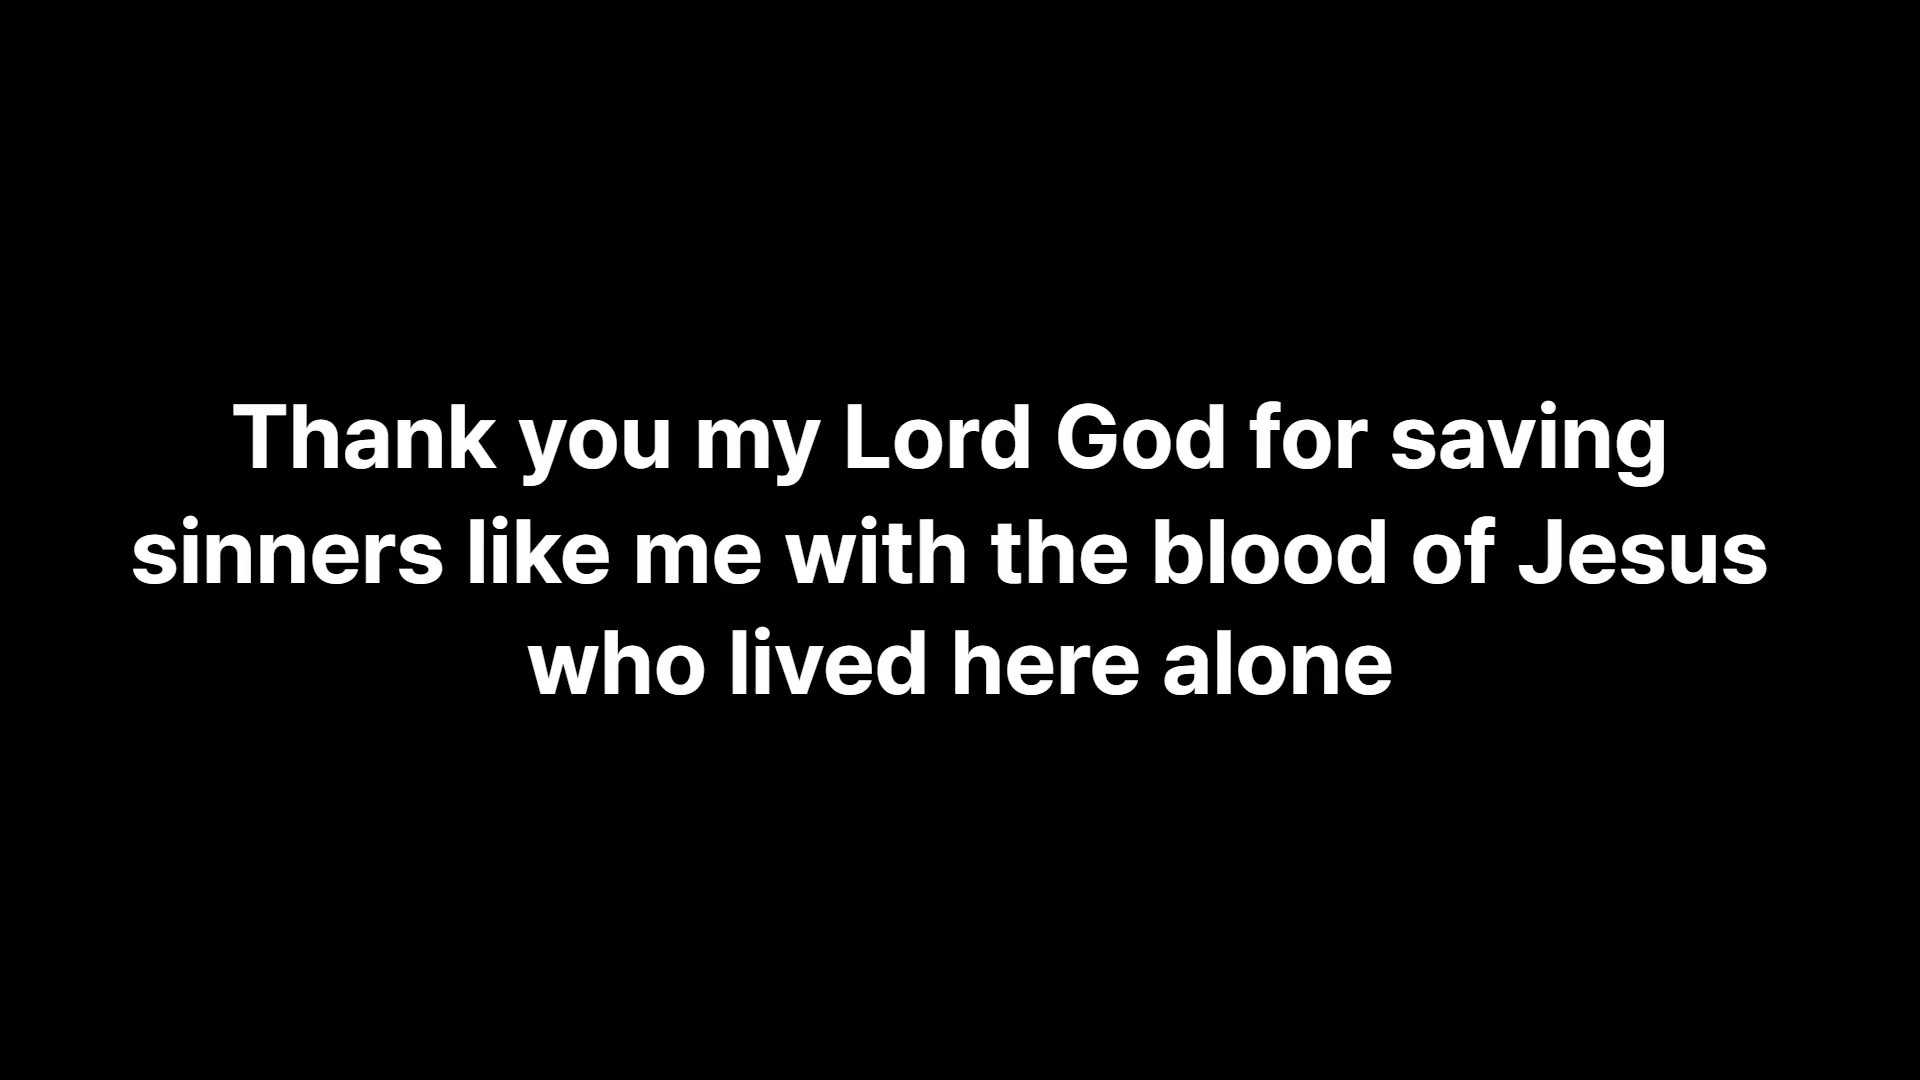 Thank you my Lord God for saving
sinners like me with the blood of Jesus
who lived here alone